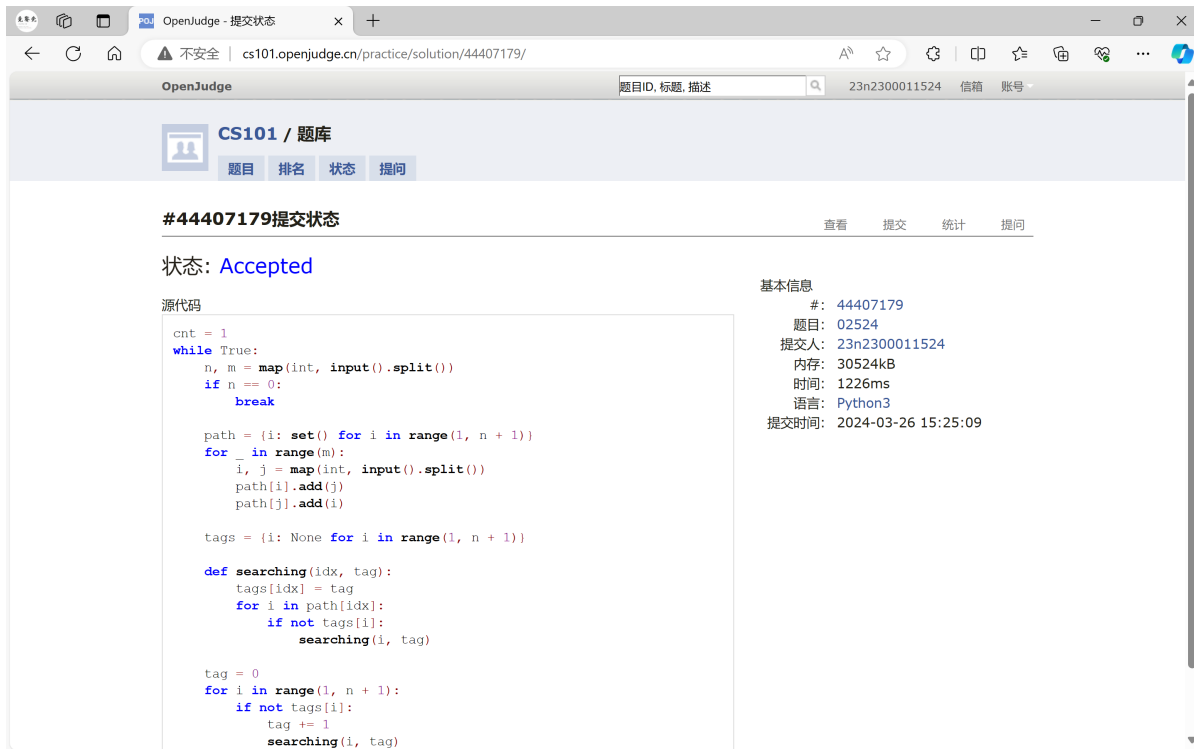 OpenJudge - 提交状态
不安全 | cs101.openjudge.cn/practice/solution/44407179/
OpenJudge 题目ID, 标题, 描述 23n2300011524 信箱 账号
CS101 / 题库
题目 排名 状态 提问
#44407179提交状态 查看 提交 统计 提问
状态: Accepted
源代码
cnt = 1
while True:
    n, m = map(int, input().split())
    if n == 0:
        break
    path = {i: set() for i in range(1, n + 1)}
    for _ in range(m):
        i, j = map(int, input().split())
        path[i].add(j)
        path[j].add(i)
    tags = {i: None for i in range(1, n + 1)}
    def searching(idx, tag):
        tags[idx] = tag
        for i in path[idx]:
            if not tags[i]:
                searching(i, tag)
    tag = 0
    for i in range(1, n + 1):
        if not tags[i]:
            tag += 1
            searching(i, tag)
基本信息
#: 44407179
题目: 02524
提交人: 23n2300011524
内存: 30524kB
时间: 1226ms
语言: Python3
提交时间: 2024-03-26 15:25:09